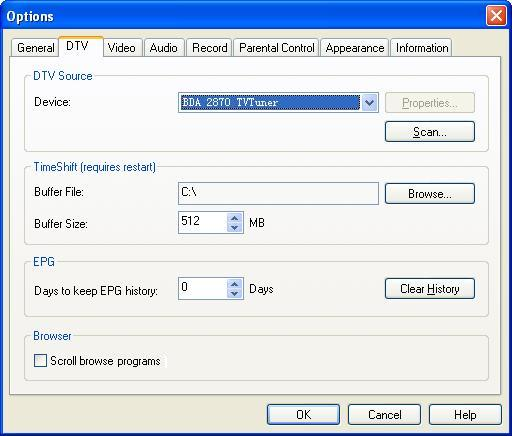 Options
General DTV Video Audio Record Parental Control Appearance Information
DTV Source
Device: BDA 2870 TVTuner Properties...
Scan...
TimeShift (requires restart)
Buffer File: C:\ Browse...
Buffer Size: 512 MB
EPG
Days to keep EPG history: 0 Days Clear History
Browser
Scroll browse programs
OK Cancel Help